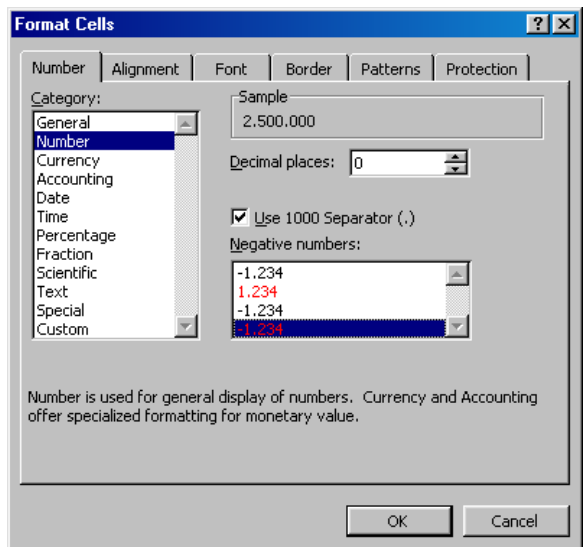 Format Cells
Number Alignment Font Border Patterns Protection
Category:
General
Number
Currency
Accounting
Date
Time
Percentage
Fraction
Scientific
Text
Special
Custom
Sample
2.500.000
Decimal places: 0
Use 1000 Separator (.)
Negative numbers:
-1.234
1.234
-1.234
-1.234
Number is used for general display of numbers. Currency and Accounting
offer specialized formatting for monetary value.
OK Cancel